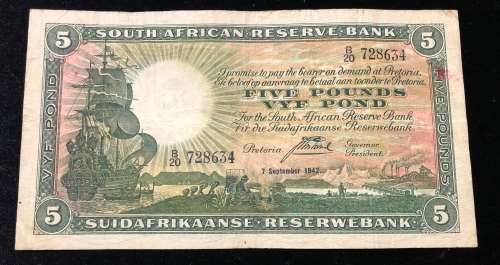 5 SOUTH AFRICAN RESERVE BANK 5
B/20 728634
I promise to pay the bearer on demand at Pretoria.
Ek beloof op aanvraag te betaal aan toonder te Pretoria.
FIVE POUNDS
VYF POND
For the South African Reserve Bank
Vir die Suidafrikaanse Reserwebank
Pretoria Governor
President.
B/20 728634
7 September 1942.
VYF POND
FIVE POUNDS
5 SUIDAFRIKAANSE RESERWEBANK 5